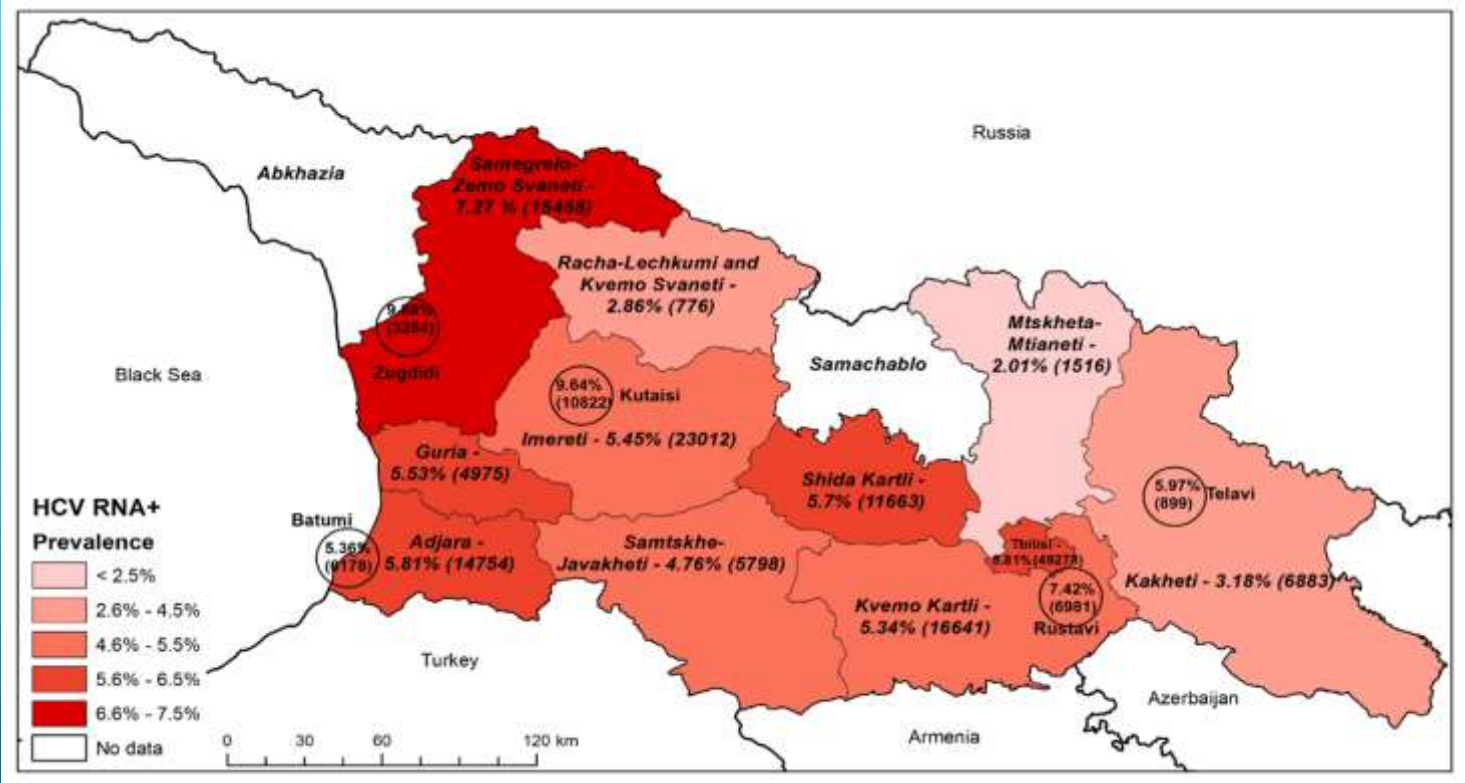 Russia
Abkhazia
Samegrelo-
Zemo Svaneti -
7.27 % (15458)
Racha-Lechkumi and
Kvemo Svaneti -
2.86% (776)
Mtskheta-
Mtianeti -
2.01% (1516)
Black Sea
Zugdidi
Samachablo
9.64%
(10822)
Kutaisi
Imereti - 5.45% (23012)
Guria -
5.53% (4975)
Shida Kartli -
5.7% (11663)
5.97%
(899)
Telavi
Batumi
5.36%
Adjara -
5.81% (14754)
Samtskhe-
Javakheti - 4.76% (5798)
Tbilisi -
Kakheti - 3.18% (6883)
7.42%
(6981)
Rustavi
Kvemo Kartli -
5.34% (16641)
Turkey
Armenia
Azerbaijan
HCV RNA+
Prevalence
< 2.5%
2.6% - 4.5%
4.6% - 5.5%
5.6% - 6.5%
6.6% - 7.5%
No data
0 30 60 120 km